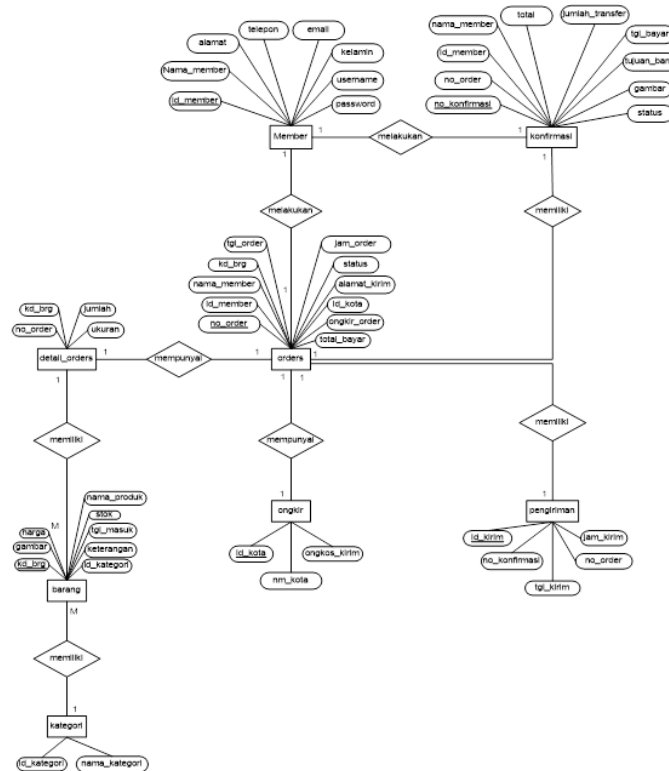 telepon
email
alamat
kelamin
Nama_member
username
id_member
password
Member
total
jumlah_transfer
nama_member
tgl_bayar
id_member
tujuan_ban
no_order
gambar
no_konfirmasi
status
konfirmasi
1
melakukan
1
1
1
melakukan
memiliki
tgl_order
jam_order
kd_brg
status
nama_member
alamat_kirim
id_member
id_kota
no_order
ongkir_order
total_bayar
1
kd_brg
jumlah
no_order
ukuran
detail_orders
1
mempunyai
1
orders
1
1
1
1
memiliki
mempunyai
memiliki
nama_produk
stok
harga
tgl_masuk
gambar
keterangan
kd_brg
id_kategori
M
barang
M
1
ongkir
id_kota
ongkos_kirim
nm_kota
1
pengiriman
id_kirim
jam_kirim
no_konfirmasi
no_order
tgl_kirim
memiliki
1
kategori
id_kategori
nama_kategori